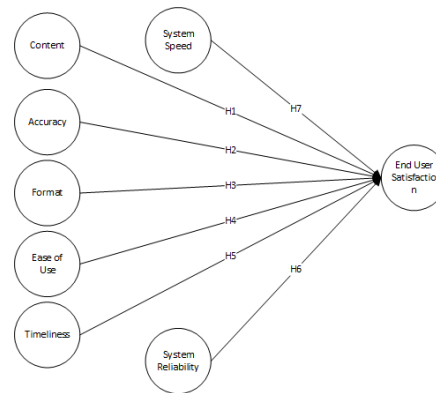 Content
System
Speed
H1
H7
Accuracy
H2
End User
Satisfactio
n
Format
H3
H4
Ease of
Use
H5
H6
Timeliness
System
Reliability